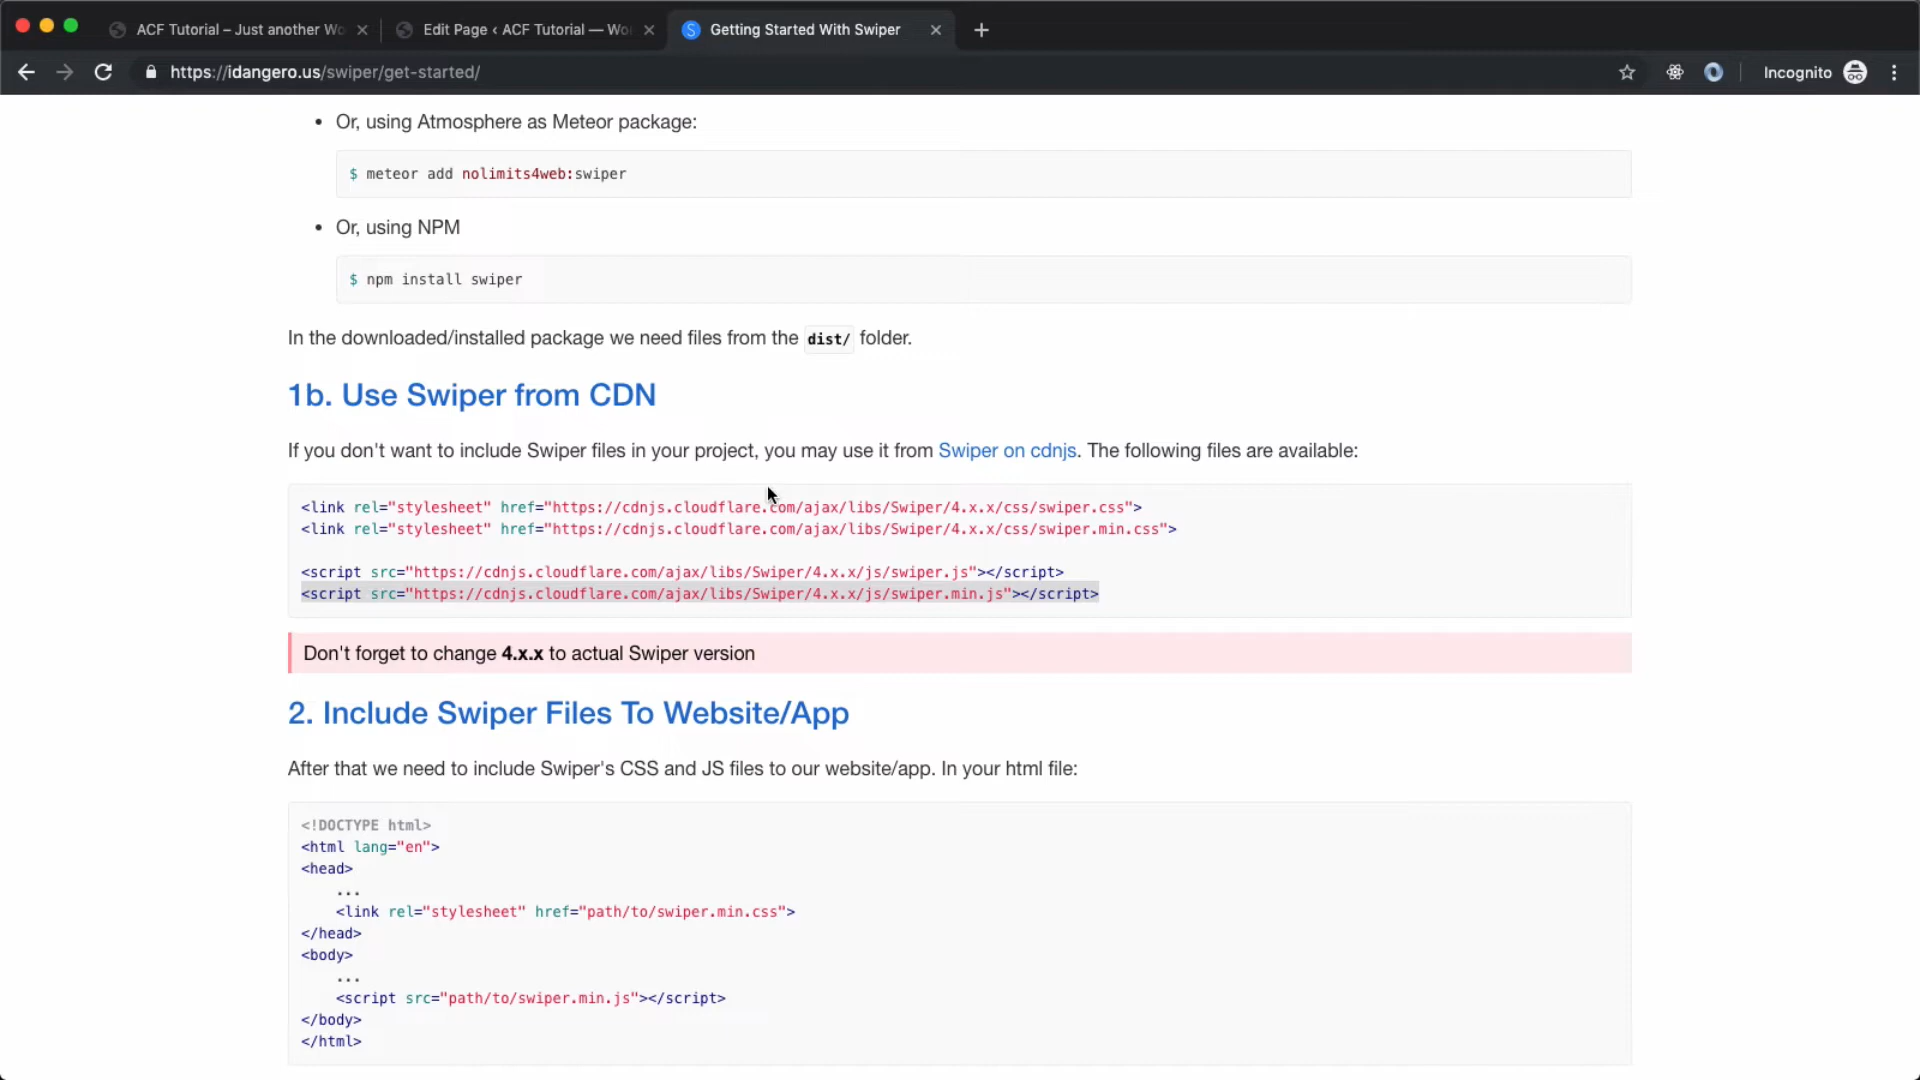 ACF Tutorial – Just another Wo
Edit Page ‹ ACF Tutorial — Wo
Getting Started With Swiper
https://idangero.us/swiper/get-started/
Incognito
• Or, using Atmosphere as Meteor package:
$ meteor add nolimits4web:swiper
• Or, using NPM
$ npm install swiper
In the downloaded/installed package we need files from the dist/ folder.
1b. Use Swiper from CDN
If you don't want to include Swiper files in your project, you may use it from Swiper on cdnjs. The following files are available:
<link rel="stylesheet" href="https://cdnjs.cloudflare.com/ajax/libs/Swiper/4.x.x/css/swiper.css">
<link rel="stylesheet" href="https://cdnjs.cloudflare.com/ajax/libs/Swiper/4.x.x/css/swiper.min.css">
<script src="https://cdnjs.cloudflare.com/ajax/libs/Swiper/4.x.x/js/swiper.js"></script>
<script src="https://cdnjs.cloudflare.com/ajax/libs/Swiper/4.x.x/js/swiper.min.js"></script>
Don't forget to change 4.x.x to actual Swiper version
2. Include Swiper Files To Website/App
After that we need to include Swiper's CSS and JS files to our website/app. In your html file:
<!DOCTYPE html>
<html lang="en">
<head>
...
<link rel="stylesheet" href="path/to/swiper.min.css">
</head>
<body>
...
<script src="path/to/swiper.min.js"></script>
</body>
</html>